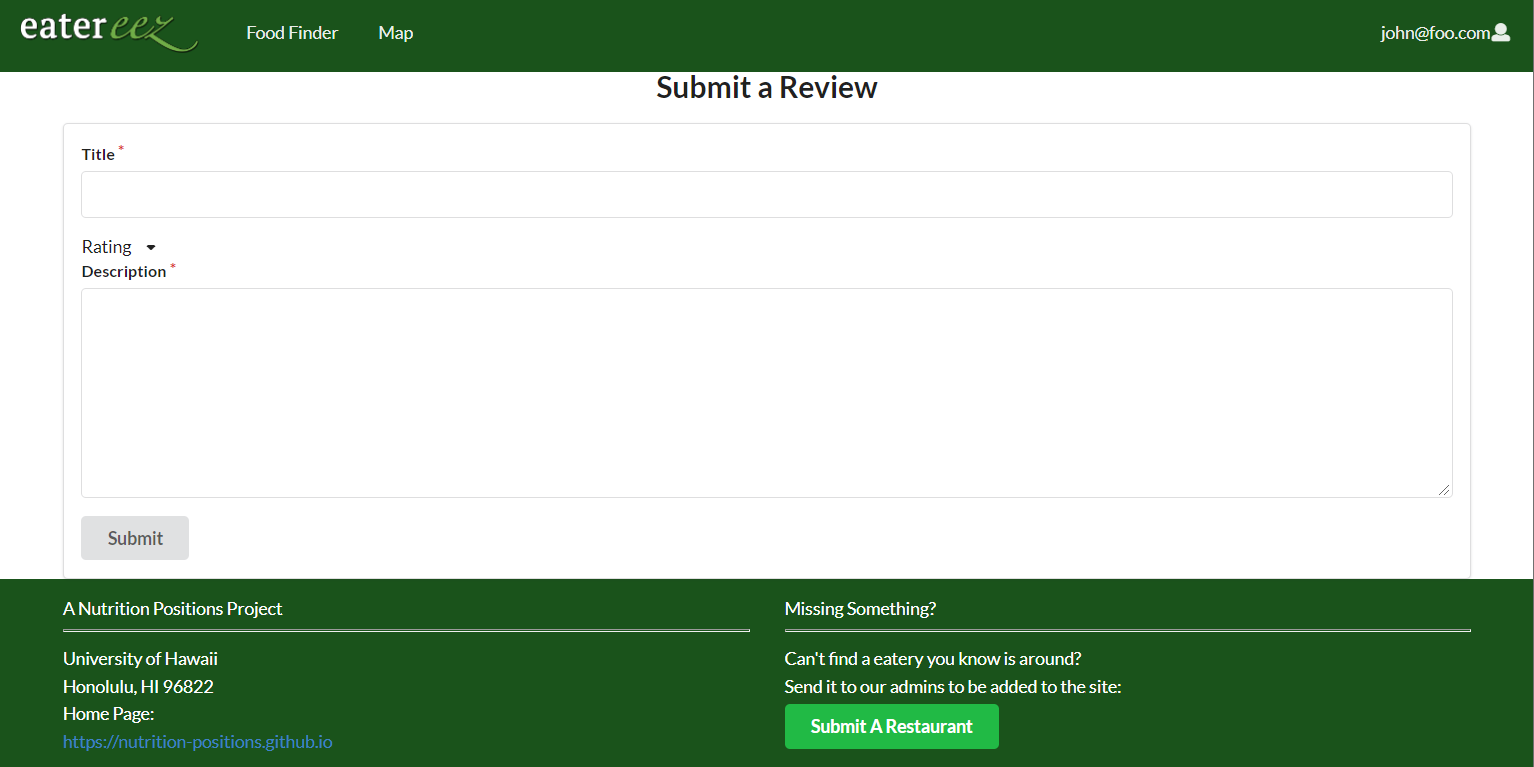 eatereez Food Finder Map john@foo.com
Submit a Review
Title *
Rating
Description *
Submit
A Nutrition Positions Project
University of Hawaii
Honolulu, HI 96822
Home Page:
https://nutrition-positions.github.io
Missing Something?
Can't find a eatery you know is around?
Send it to our admins to be added to the site:
Submit A Restaurant